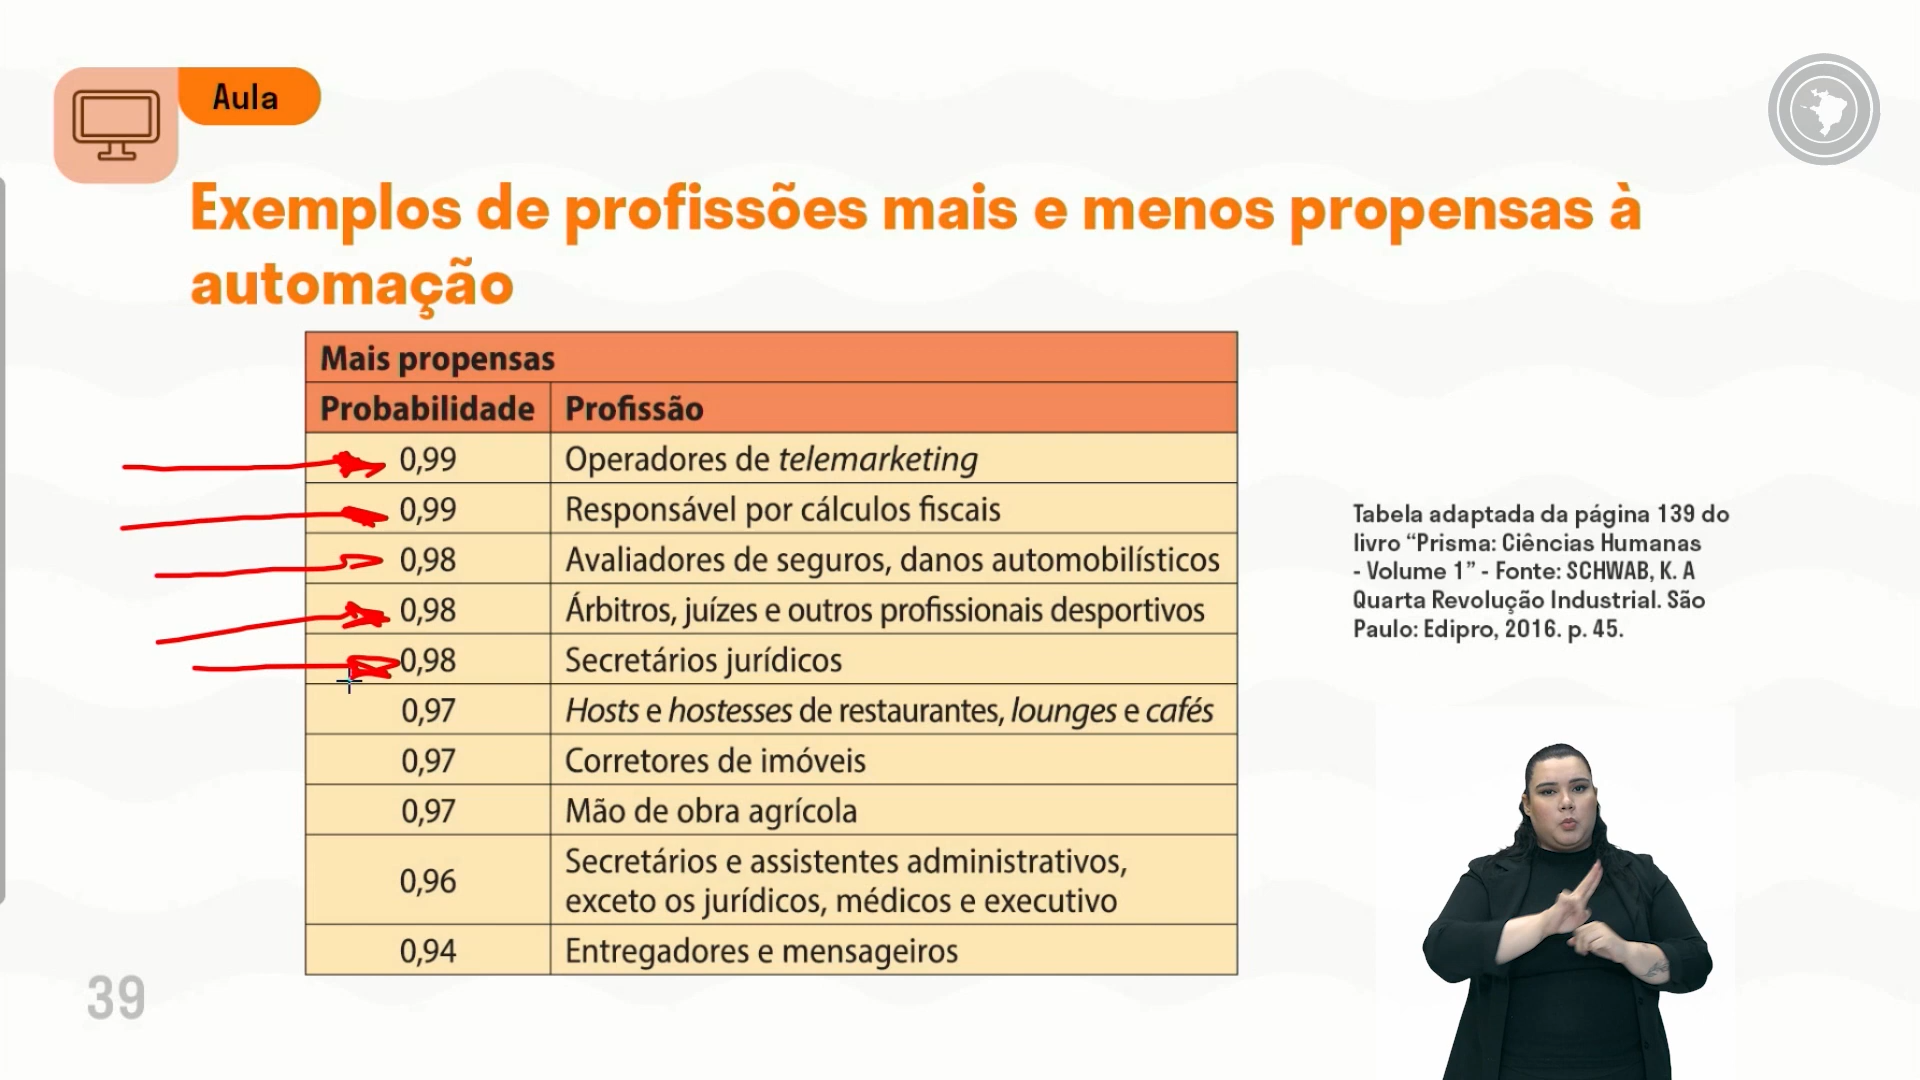 Aula
Exemplos de profissões mais e menos propensas à
automação
Mais propensas
Probabilidade Profissão
0,99 Operadores de telemarketing
0,99 Responsável por cálculos fiscais
0,98 Avaliadores de seguros, danos automobilísticos
0,98 Árbitros, juízes e outros profissionais desportivos
0,98 Secretários jurídicos
0,97 Hosts e hostesses de restaurantes, lounges e cafés
0,97 Corretores de imóveis
0,97 Mão de obra agrícola
0,96 Secretários e assistentes administrativos,
exceto os jurídicos, médicos e executivo
0,94 Entregadores e mensageiros
Tabela adaptada da página 139 do
livro “Prisma: Ciências Humanas
- Volume 1” - Fonte: SCHWAB, K. A
Quarta Revolução Industrial. São
Paulo: Edipro, 2016. p. 45.
39